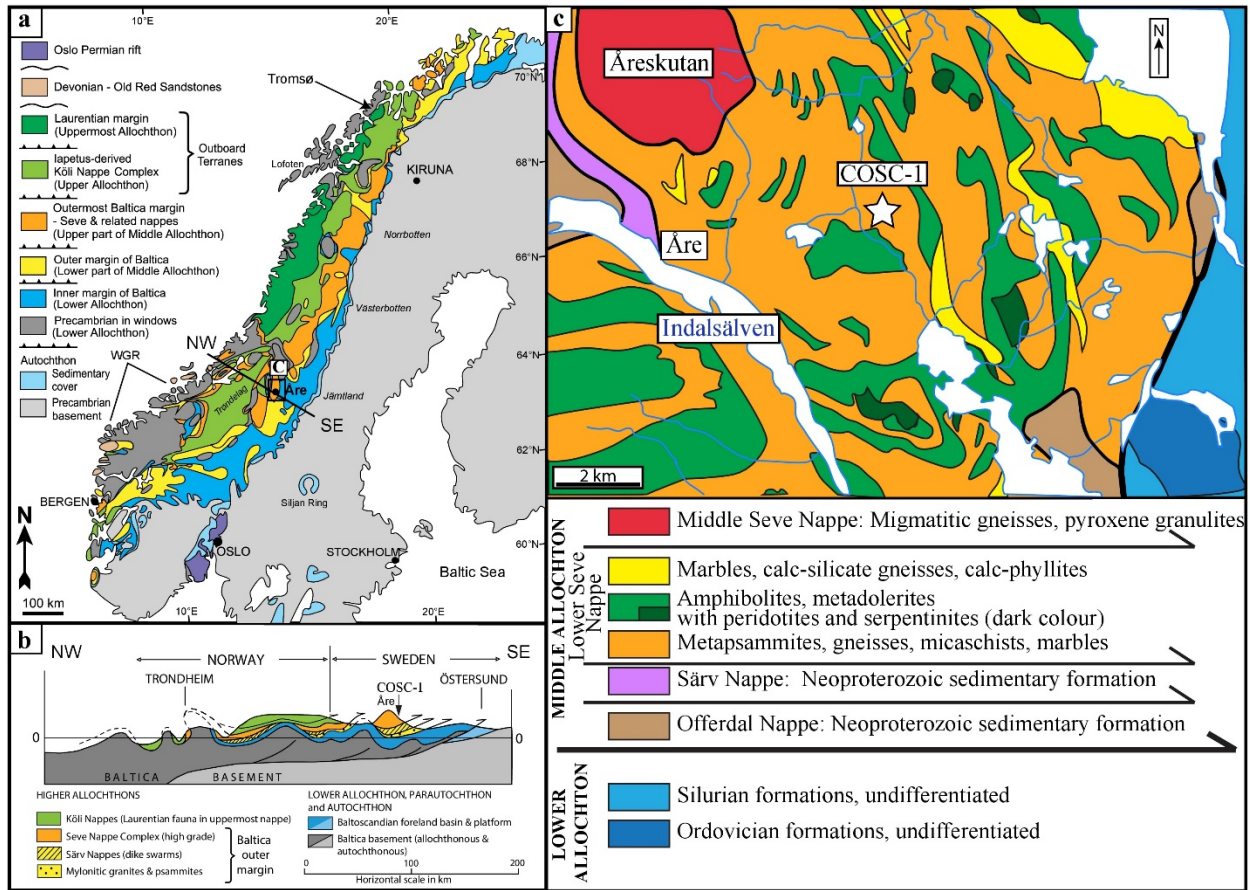 a
10°E
20°E
Oslo Permian rift
Devonian - Old Red Sandstones
Laurentian margin
(Uppermost Allochthon)
Iapetus-derived
Köli Nappe Complex
(Upper Allochthon)
Outboard
Terranes
Outermost Baltica margin
- Seve & related nappes
(Upper part of Middle Allochthon)
Outer margin of Baltica
(Lower part of Middle Allochthon)
Inner margin of Baltica
(Lower Allochthon)
Precambrian in windows
(Lower Allochthon)
Autochthon
Sedimentary
cover
Precambrian
basement
WGR
Tromsø
Lofoten
KIRUNA
Norrbotten
Västerbotten
NW
C
Åre
Jämtland
Trøndelag
SE
Siljan Ring
BERGEN
OSLO
STOCKHOLM
Baltic Sea
70°N
68°N
66°N
64°N
62°N
60°N
N
100 km
10°E
20°E
b
NW
SE
NORWAY
SWEDEN
TRONDHEIM
COSC-1
Åre
ÖSTERSUND
0
0
BALTICA
BASEMENT
HIGHER ALLOCHTHONS
Köli Nappes (Laurentian fauna in uppermost nappe)
Seve Nappe Complex (high grade)
Särv Nappes (dike swarms)
Mylonitic granites & psammites
Baltica
outer
margin
LOWER ALLOCHTHON, PARAUTOCHTHON
and AUTOCHTHON
Baltoscandian foreland basin & platform
Baltica basement (allochthonous &
autochthonous)
0
100
200
Horizontal scale in km
c
N
Åreskutan
COSC-1
Åre
Indalsälven
2 km
MIDDLE ALLOCHTON
Lower Seve
Nappe
Middle Seve Nappe: Migmatitic gneisses, pyroxene granulites
Marbles, calc-silicate gneisses, calc-phyllites
Amphibolites, metadolerites
with peridotites and serpentinites (dark colour)
Metapsammites, gneisses, micaschists, marbles
Särv Nappe: Neoproterozoic sedimentary formation
Offerdal Nappe: Neoproterozoic sedimentary formation
LOWER
ALLOCHTON
Silurian formations, undifferentiated
Ordovician formations, undifferentiated